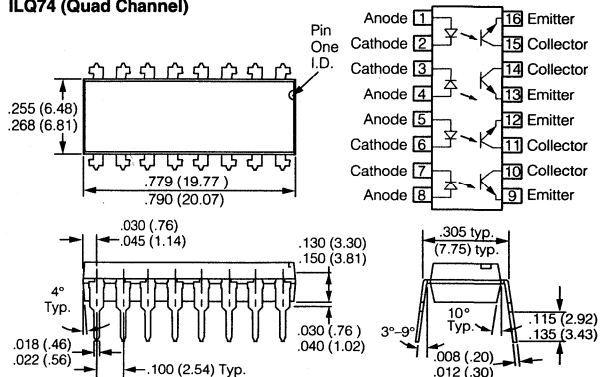 ILQ74 (Quad Channel)
Pin
One
I.D.
.255 (6.48)
.268 (6.81)
.779 (19.77 )
.790 (20.07)
Anode 1
Cathode 2
Cathode 3
Anode 4
Anode 5
Cathode 6
Cathode 7
Anode 8
16 Emitter
15 Collector
14 Collector
13 Emitter
12 Emitter
11 Collector
10 Collector
9 Emitter
.030 (.76)
.045 (1.14)
.130 (3.30)
.150 (3.81)
4°
Typ.
.018 (.46)
.022 (.56)
.100 (2.54) Typ.
.030 (.76 )
.040 (1.02)
.305 typ.
(7.75) typ.
10°
Typ.
3°–9°
.115 (2.92)
.135 (3.43)
.008 (.20)
.012 (.30)